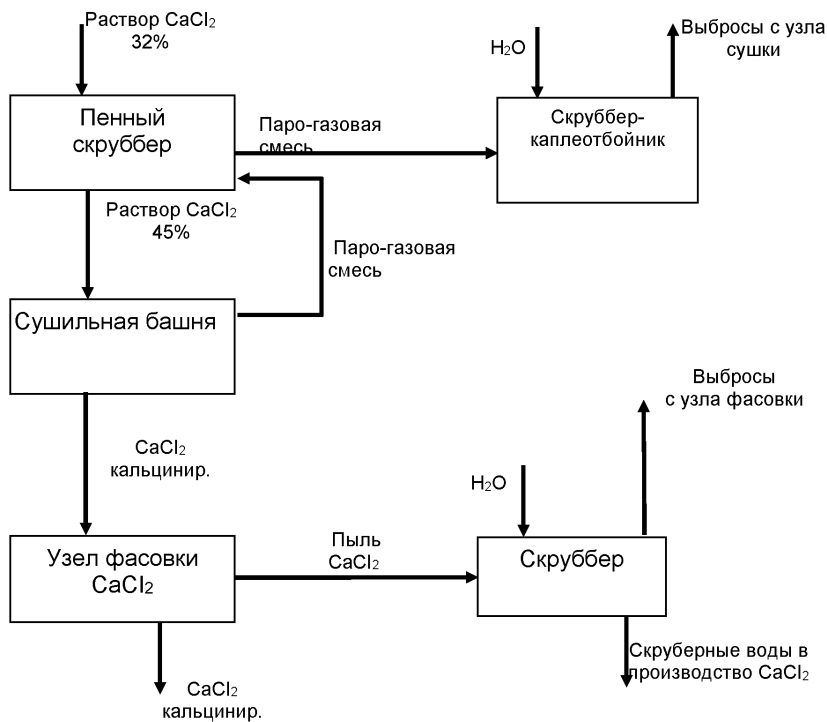 Раствор CaCl₂
32%
H₂O
Выбросы с узла
сушки
Пенный
скруббер
Паро-газовая
смесь
Скруббер-
каплеотбойник
Раствор CaCl₂
45%
Паро-газовая
смесь
Сушильная башня
Выбросы
с узла фасовки
CaCl₂
кальцинир.
H₂O
Узел фасовки
CaCl₂
Пыль
CaCl₂
Скруббер
Скруберные воды в
производство CaCl₂
CaCl₂
кальцинир.